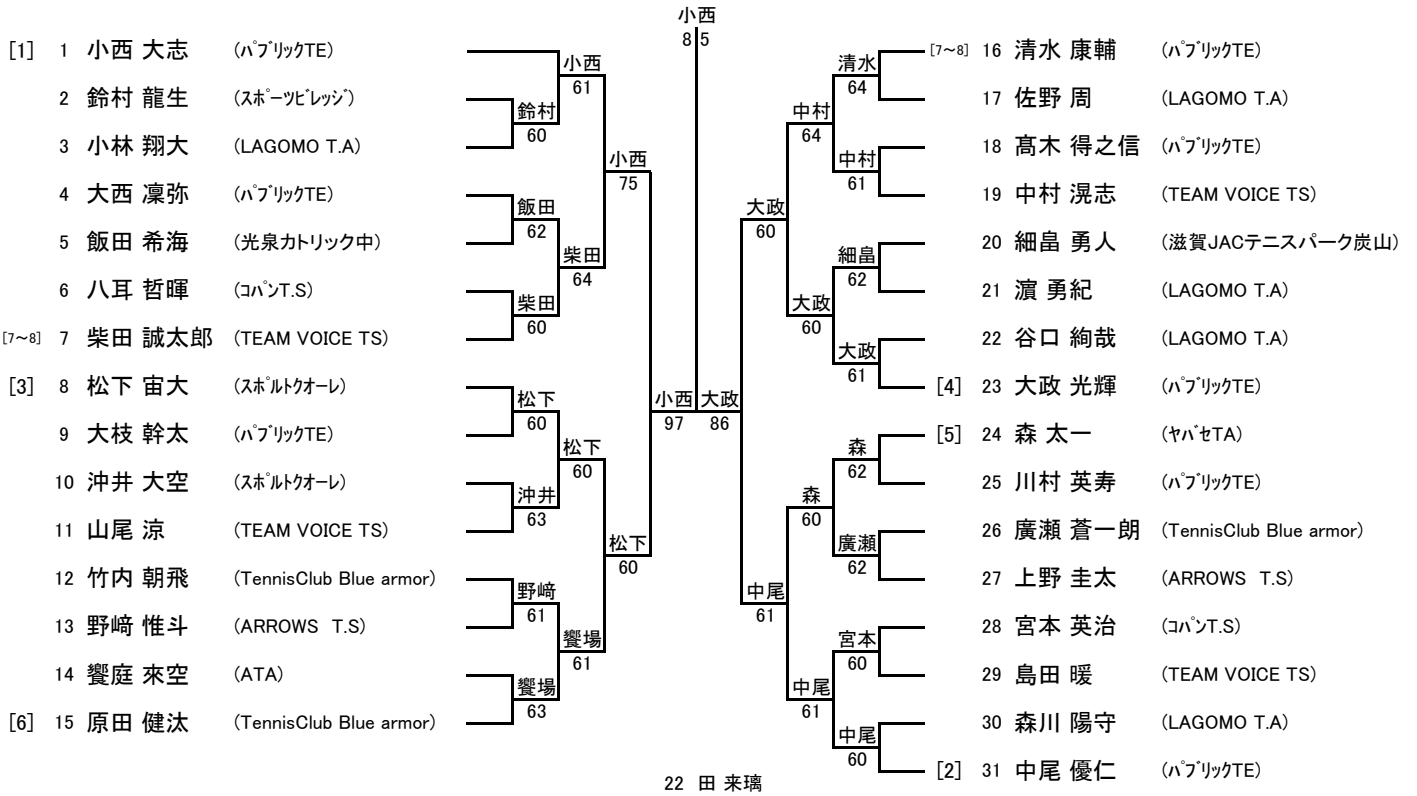 小西
8 5
[1] 1 小西 大志 (パブリックTE)
2 鈴村 龍生 (スポーツビレッジ)
3 小林 翔大 (LAGOMO T.A)
4 大西 凜弥 (パブリックTE)
5 飯田 希海 (光泉カトリック中)
6 八耳 哲暉 (コパンT.S)
[7～8] 7 柴田 誠太郎 (TEAM VOICE TS)
[3] 8 松下 宙大 (スポルトクオーレ)
9 大枝 幹太 (パブリックTE)
10 沖井 大空 (スポルトクオーレ)
11 山尾 涼 (TEAM VOICE TS)
12 竹内 朝飛 (TennisClub Blue armor)
13 野﨑 惟斗 (ARROWS T.S)
14 饗庭 來空 (ATA)
[6] 15 原田 健汰 (TennisClub Blue armor)
鈴村
60
飯田
62
柴田
60
松下
60
沖井
63
野﨑
61
饗場
63
小西
61
柴田
64
松下
60
饗場
61
小西
75
松下
60
小西
97
大政
86
大政
60
中尾
61
中村
64
大政
60
森
60
中尾
61
清水
64
中村
61
細畠
62
大政
61
森
62
廣瀬
62
宮本
60
中尾
60
[7～8] 16 清水 康輔 (パブリックTE)
17 佐野 周 (LAGOMO T.A)
18 髙木 得之信 (パブリックTE)
19 中村 滉志 (TEAM VOICE TS)
20 細畠 勇人 (滋賀JACテニスパーク炭山)
21 濵 勇紀 (LAGOMO T.A)
22 谷口 絢哉 (LAGOMO T.A)
[4] 23 大政 光輝 (パブリックTE)
[5] 24 森 太一 (ヤバセTA)
25 川村 英寿 (パブリックTE)
26 廣瀬 蒼一朗 (TennisClub Blue armor)
27 上野 圭太 (ARROWS T.S)
28 宮本 英治 (コパンT.S)
29 島田 暖 (TEAM VOICE TS)
30 森川 陽守 (LAGOMO T.A)
[2] 31 中尾 優仁 (パブリックTE)
22 田 来璃